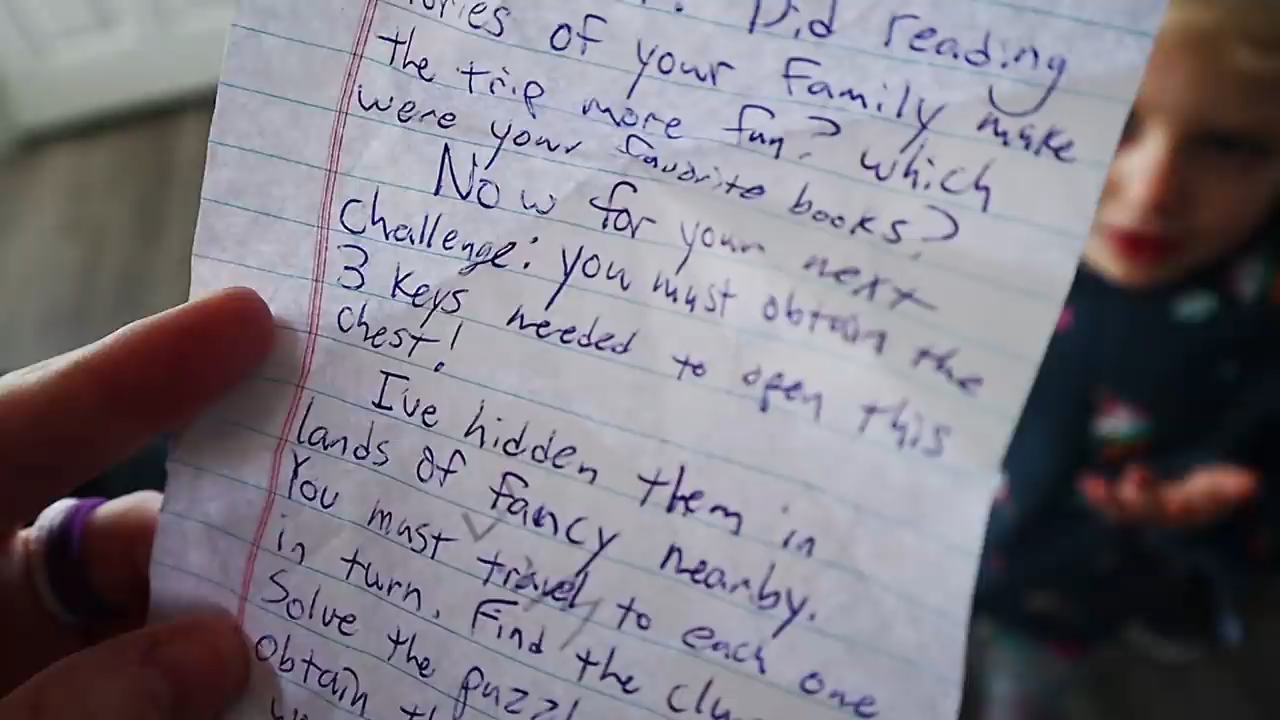 Did reading
of your Family make
the trip more fun? which
were your favorite books?
Now for your next
Challenge: you must obtain the
3 keys needed to open this
chest!
I've hidden them in
lands of fancy nearby.
You must travel to each one
in turn. Find the
Solve the
obtain